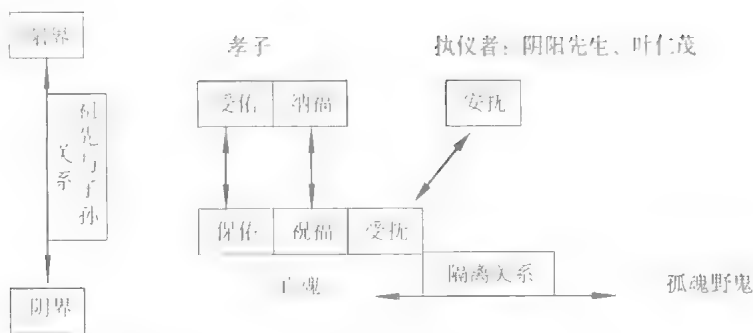 阳界
孝子
执仪者：阴阳先生、叶仁茂
受佑
纳福
安抚
祖先与子孙
关系
保佑
祝福
受抚
亡魂
隔离关系
孤魂野鬼
阴界